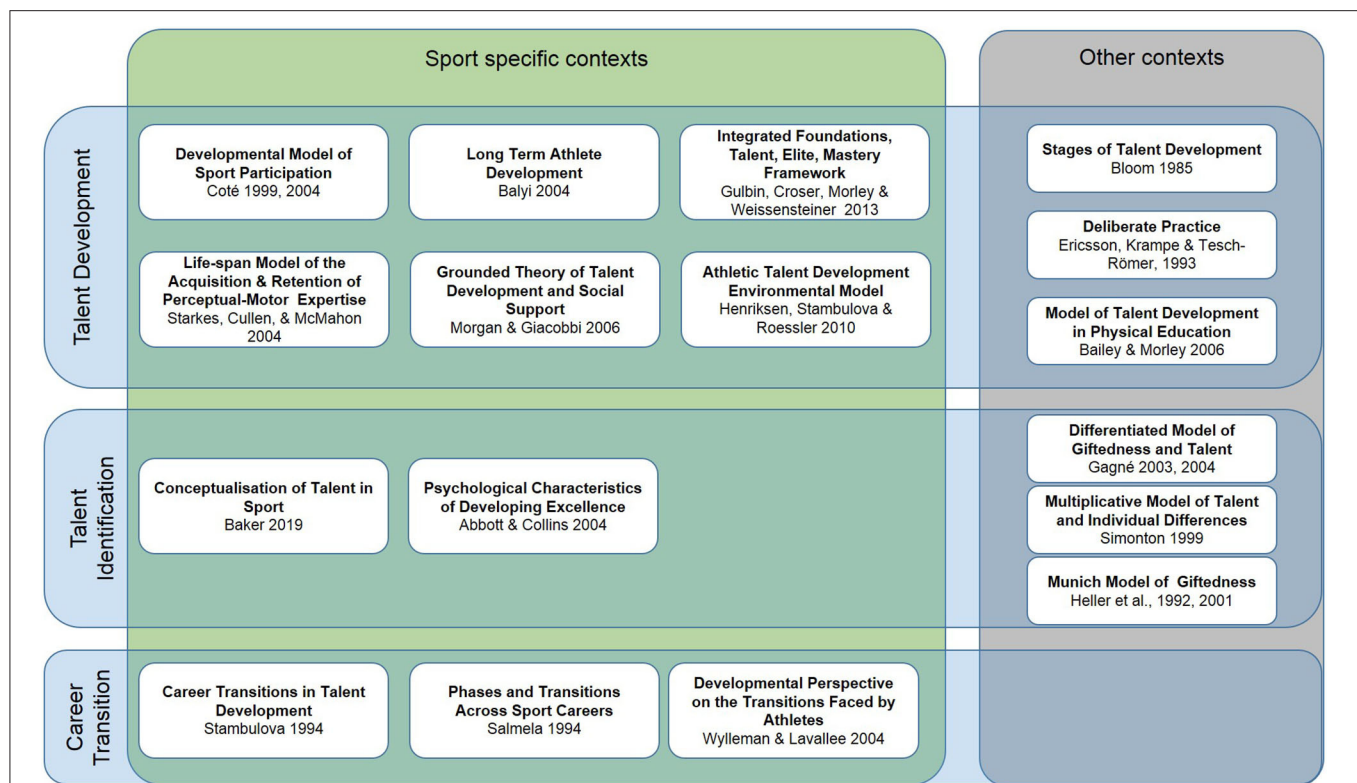 Sport specific contexts
Other contexts
Talent Development
Developmental Model of
Sport Participation
Coté 1999, 2004
Long Term Athlete
Development
Balyi 2004
Integrated Foundations,
Talent, Elite, Mastery
Framework
Gulbin, Croser, Morley &
Weissensteiner 2013
Stages of Talent Development
Bloom 1985
Deliberate Practice
Ericsson, Krampe & Tesch-
Römer, 1993
Life-span Model of the
Acquisition & Retention of
Perceptual-Motor Expertise
Starkes, Cullen, & McMahon
2004
Grounded Theory of Talent
Development and Social
Support
Morgan & Giacobbi 2006
Athletic Talent Development
Environmental Model
Henriksen, Stambulova &
Roessler 2010
Model of Talent Development
in Physical Education
Bailey & Morley 2006
Talent
Identification
Conceptualisation of Talent in
Sport
Baker 2019
Psychological Characteristics
of Developing Excellence
Abbott & Collins 2004
Differentiated Model of
Giftedness and Talent
Gagné 2003, 2004
Multiplicative Model of Talent
and Individual Differences
Simonton 1999
Munich Model of Giftedness
Heller et al., 1992, 2001
Career
Transition
Career Transitions in Talent
Development
Stambulova 1994
Phases and Transitions
Across Sport Careers
Salmela 1994
Developmental Perspective
on the Transitions Faced by
Athletes
Wylleman & Lavallee 2004